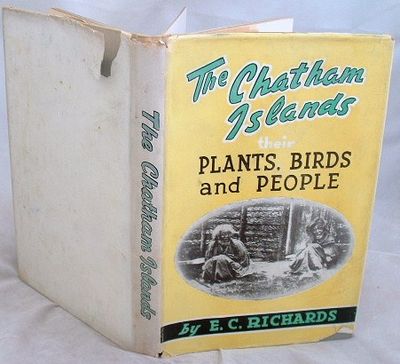 The Chatham Islands
The Chatham
Islands
their
PLANTS. BIRDS
and PEOPLE
by E. C. RICHARDS